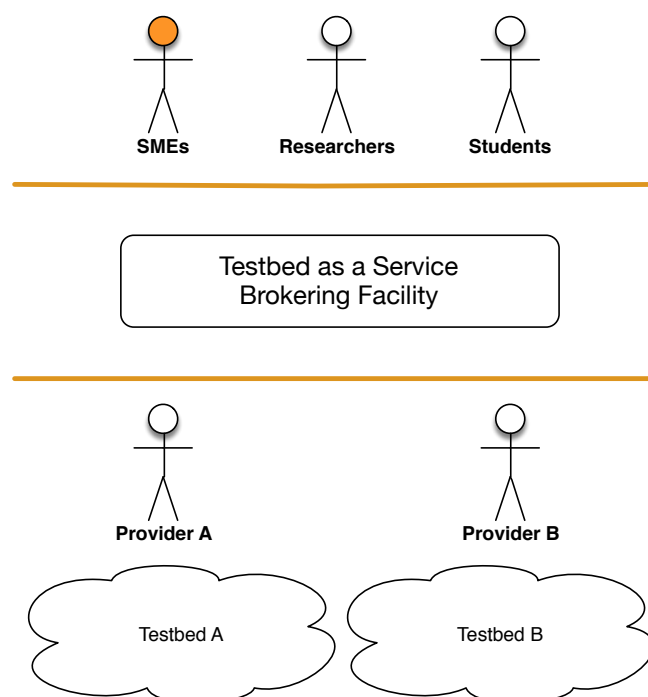 SMEs
Researchers
Students
Testbed as a Service
Brokering Facility
Provider A
Provider B
Testbed A
Testbed B